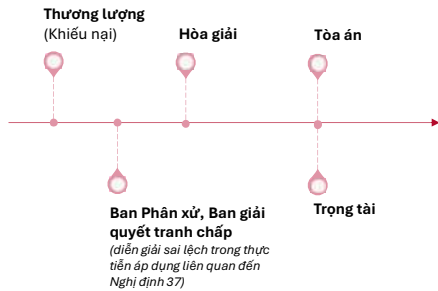 Thương lượng
(Khiếu nại)
Hòa giải
Tòa án
Ban Phân xử, Ban giải
quyết tranh chấp
(diễn giải sai lệch trong thực
tiễn áp dụng liên quan đến
Nghị định 37)
Trọng tài